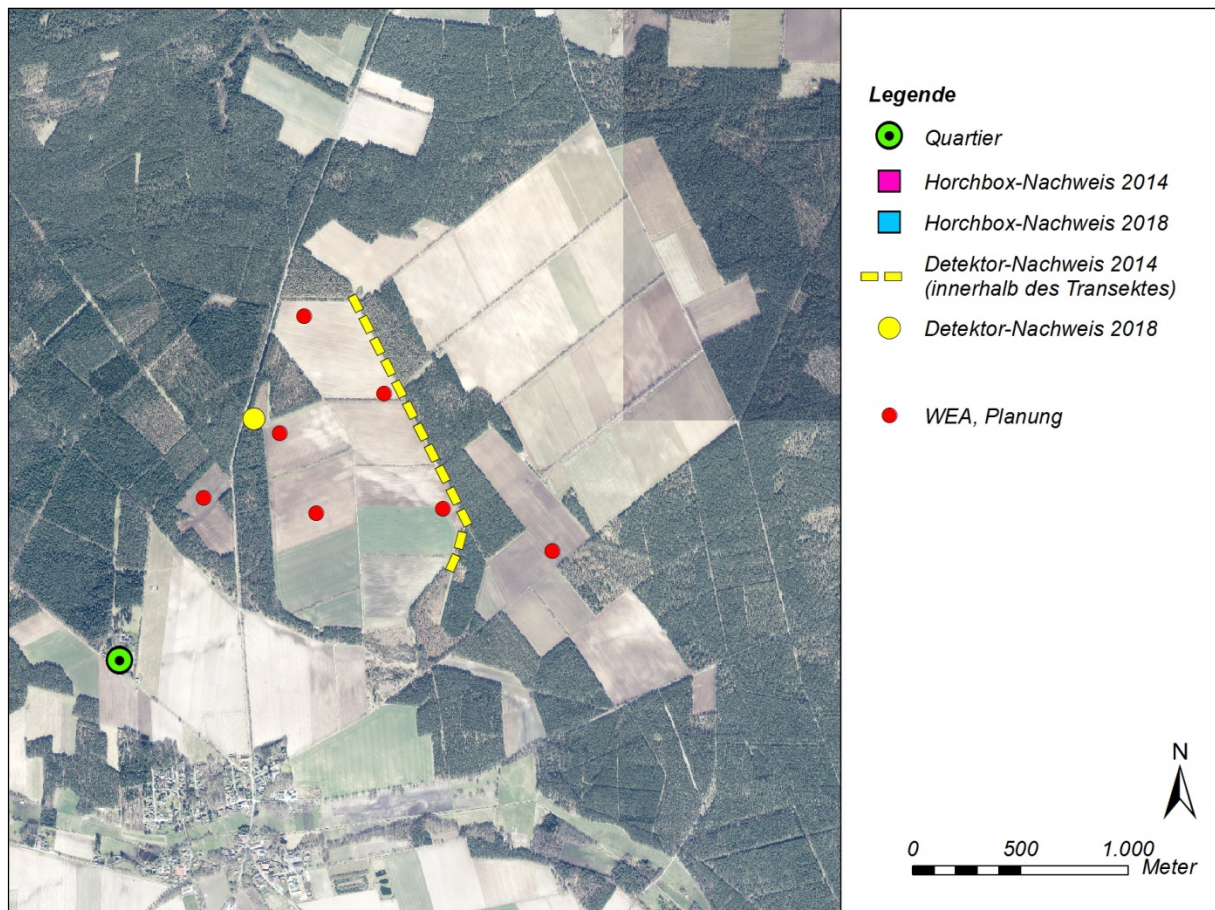 Legende
Quartier
Horchbox-Nachweis 2014
Horchbox-Nachweis 2018
Detektor-Nachweis 2014
(innerhalb des Transektes)
Detektor-Nachweis 2018
WEA, Planung
N
0 500 1.000
Meter